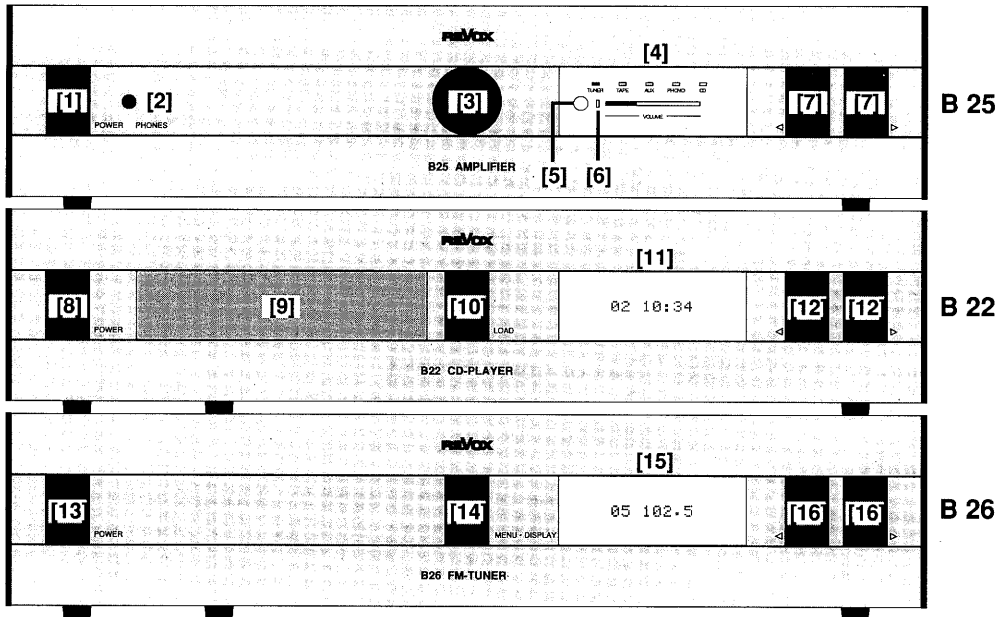 REVOX
[4]
TUNER TAPE AUX PHONO CD
[1] [2] [3] [7] [7] B 25
POWER PHONES VOLUME
B25 AMPLIFIER
[5] [6]
REVOX
[11]
[8] [9] [10] 02 10:34 [12] [12] B 22
POWER LOAD
B22 CD-PLAYER
REVOX
[15]
[13] [14] 05 102.5 [16] [16] B 26
POWER MENU - DISPLAY
B26 FM-TUNER